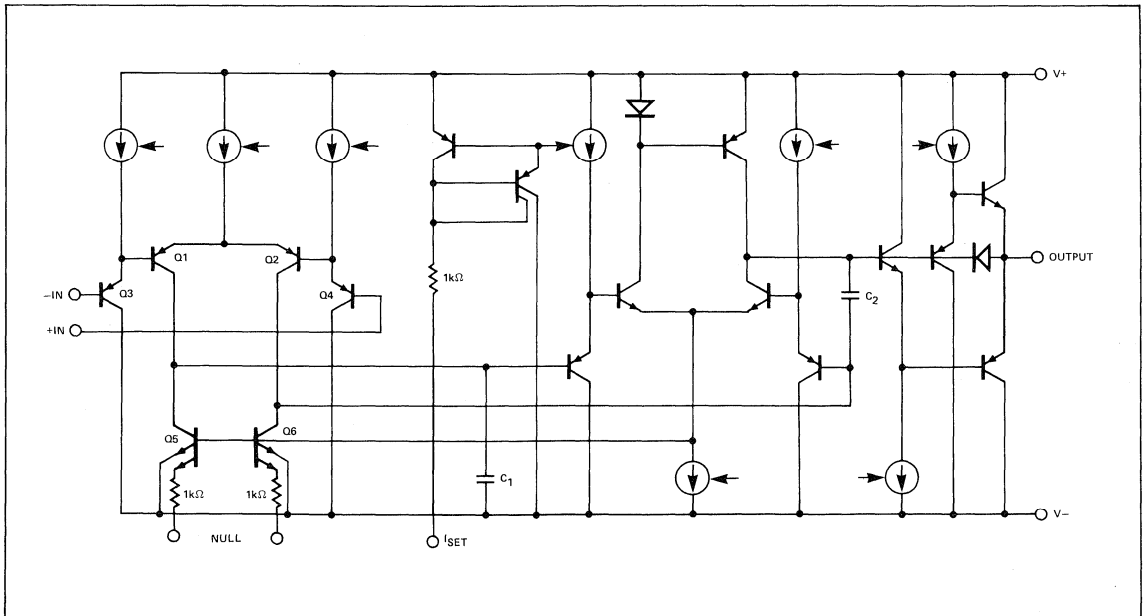 V+
Q1
Q2
Q3
Q4
–IN
+IN
1kΩ
OUTPUT
C2
Q5
Q6
1kΩ
1kΩ
C1
NULL
ISET
V–